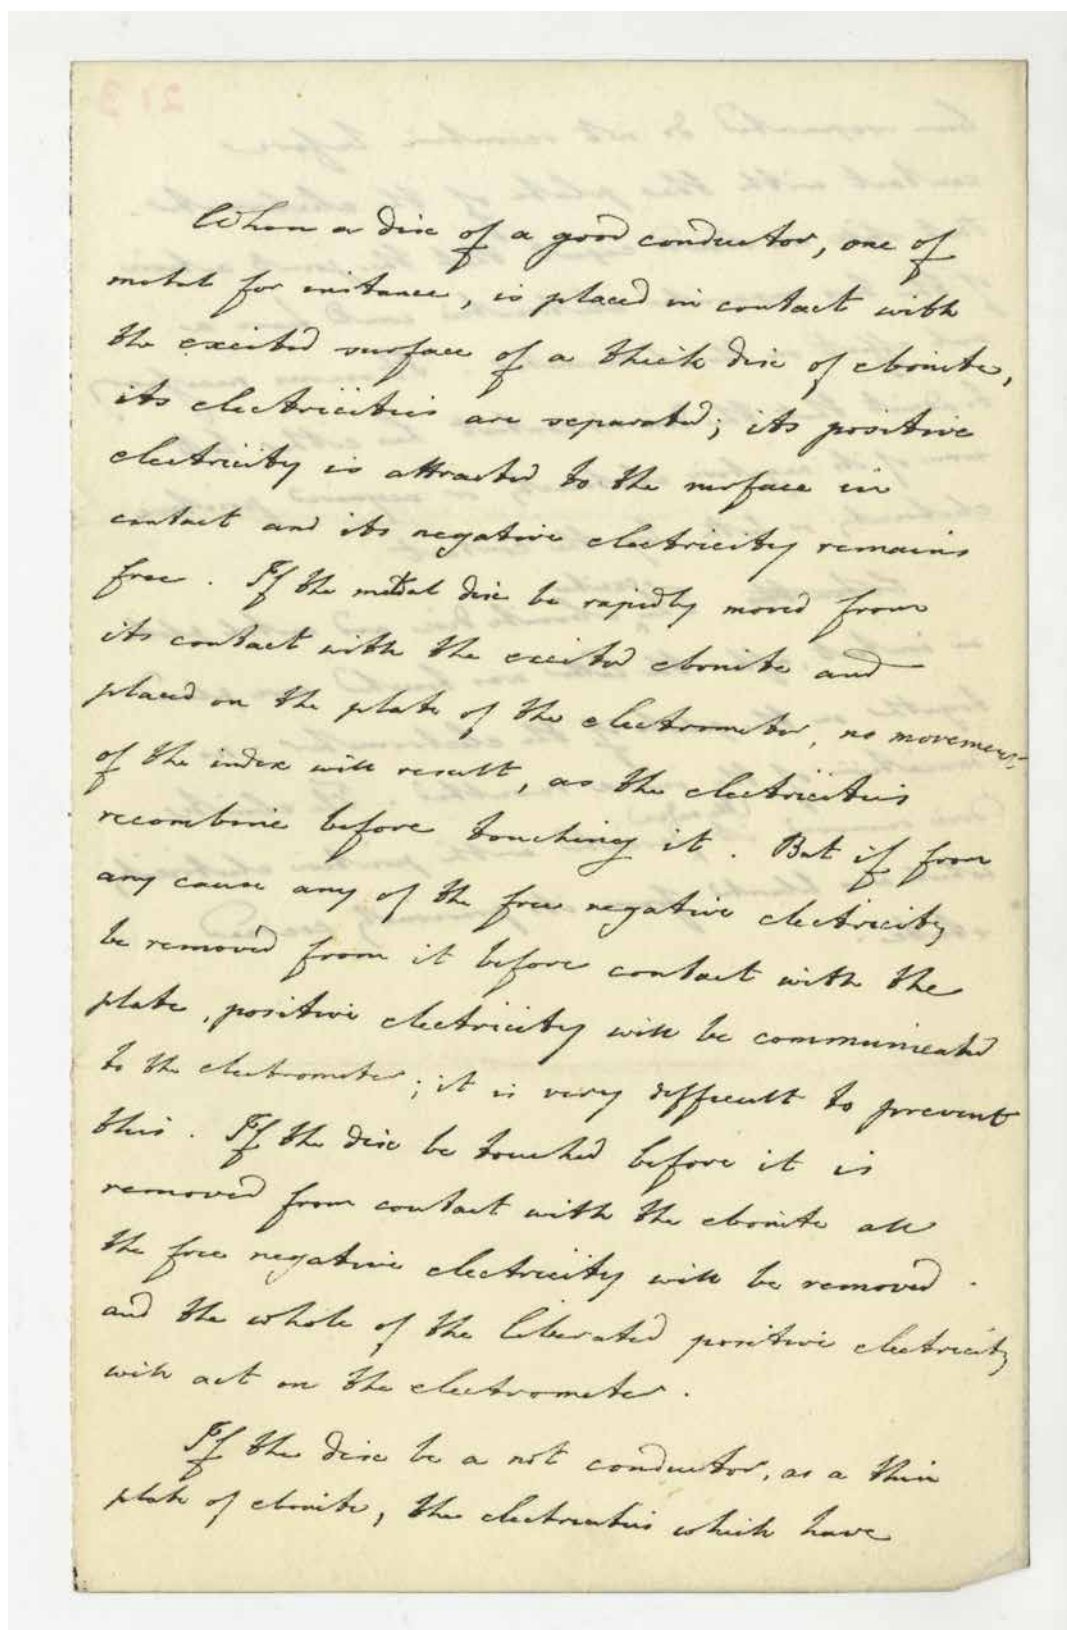 When a disc of a good conductor, one of
metal for instance, is placed in contact with
the excited surface of a thick disc of ebonite,
its electricities are separated; its positive
electricity is attracted to the surface in
contact and its negative electricity remains
free. If the metal disc be rapidly moved from
its contact with the excited ebonite and
placed on the plate of the electrometer, no movement
of the index will result, as the electricities
recombine before touching it. But if from
any cause any of the free negative electricity
be removed from it before contact with the
plate, positive electricity will be communicated
to the electrometer; it is very difficult to prevent
this. If the disc be touched before it is
removed from contact with the ebonite all
the free negative electricity will be removed.
and the whole of the liberated positive electricity
will act on the electrometer.
If the disc be a not conductor, as a thin
plate of ebonite, the electricities which have